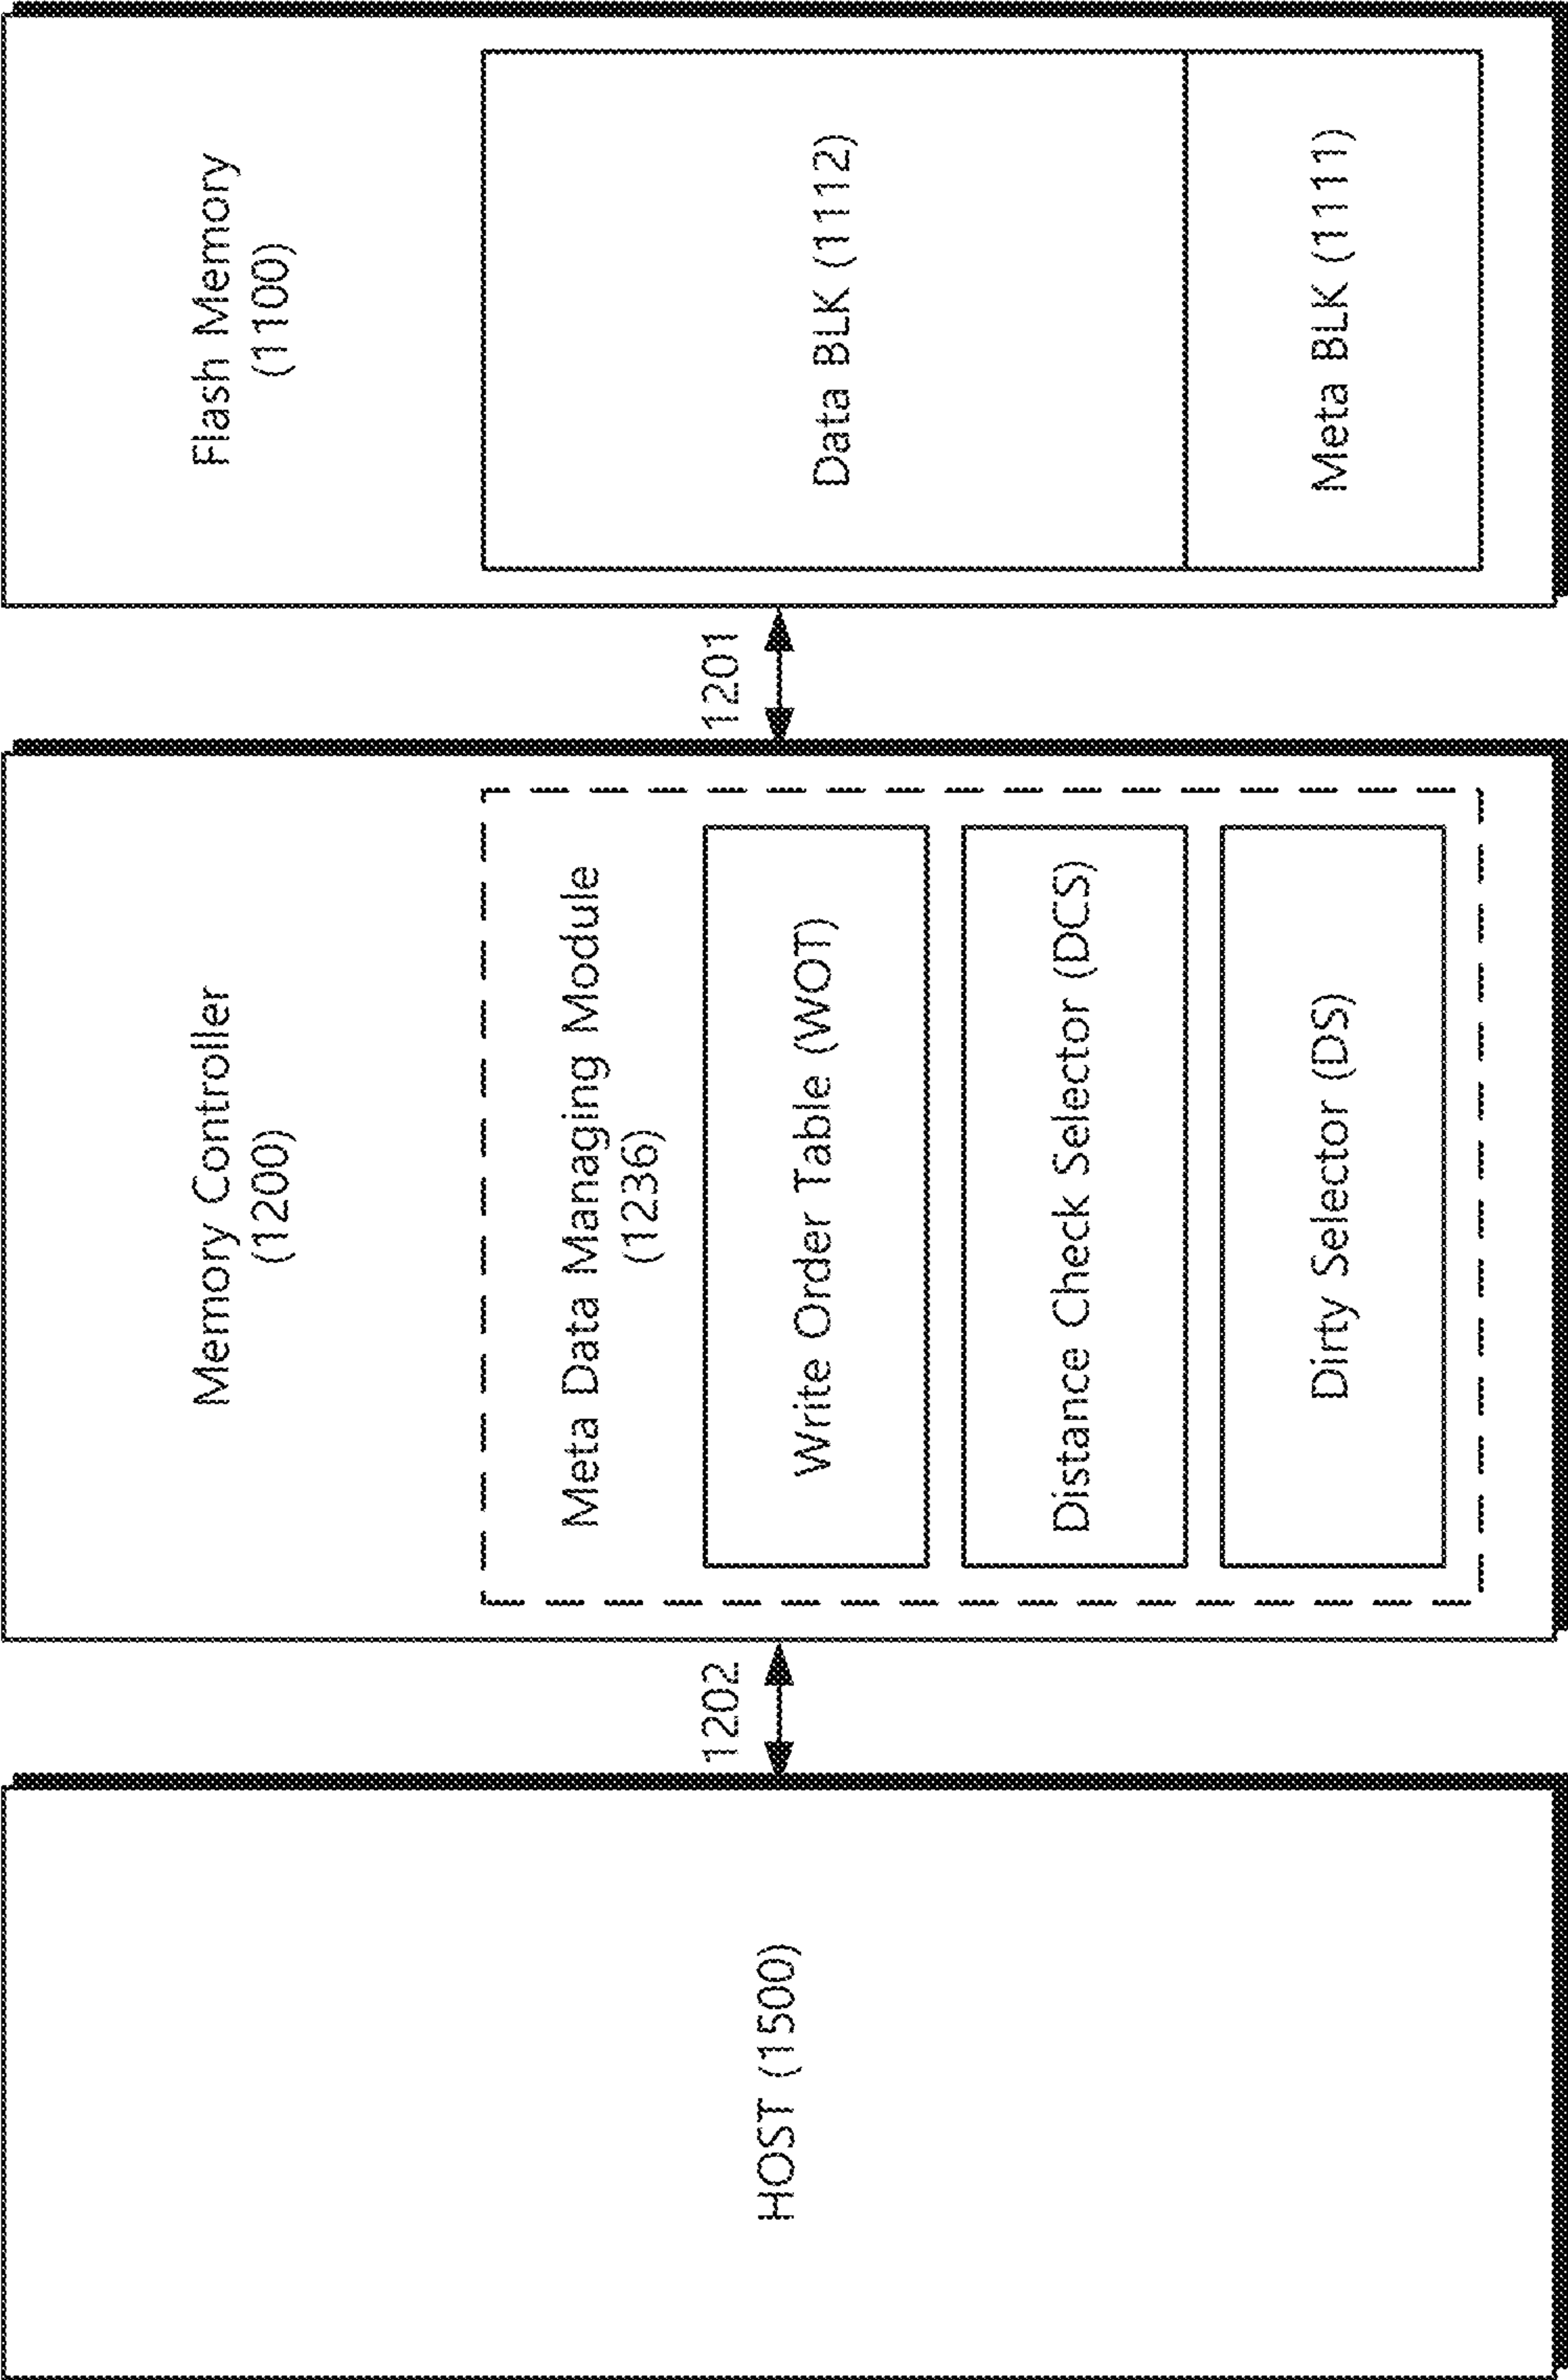 HOST (1500)
1202
Memory Controller
(1200)
Meta Data Managing Module
(1236)
Write Order Table (WOT)
Distance Check Selector (DCS)
Dirty Selector (DS)
1201
Flash Memory
(1100)
Data BLK (1112)
Meta BLK (1111)